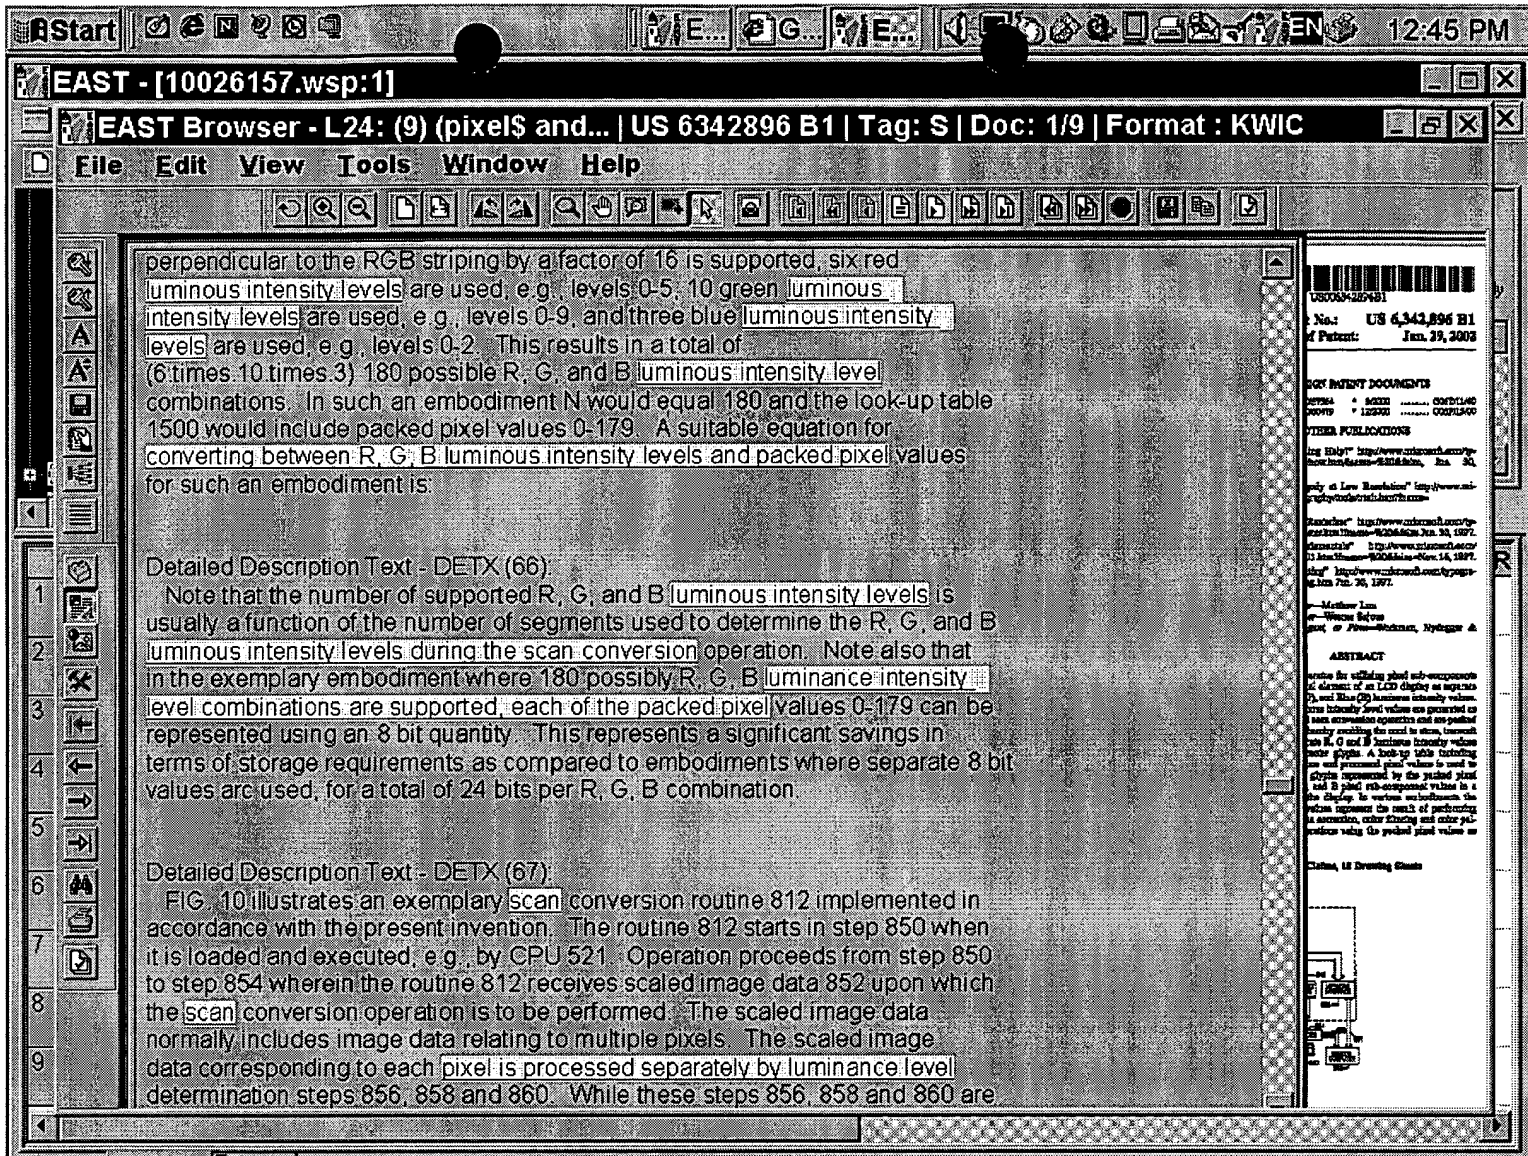 Start
E...
G...
E...
EN
12:45 PM
EAST - [10026157.wsp:1]
EAST Browser - L24: (9) (pixel$ and... | US 6342896 B1 | Tag: S | Doc: 1/9 | Format : KWIC
File Edit View Tools Window Help
perpendicular to the RGB striping by a factor of 16 is supported, six red
luminous intensity levels are used, e.g., levels 0-5, 10 green luminous
intensity levels are used, e.g., levels 0-9, and three blue luminous intensity
levels are used, e.g., levels 0-2. This results in a total of
(6.times.10.times.3) 180 possible R, G, and B luminous intensity level
combinations. In such an embodiment N would equal 180 and the look-up table
1500 would include packed pixel values 0-179. A suitable equation for
converting between R, G, B luminous intensity levels and packed pixel values
for such an embodiment is:
Detailed Description Text - DETX (66):
Note that the number of supported R, G, and B luminous intensity levels is
usually a function of the number of segments used to determine the R, G, and B
luminous intensity levels during the scan conversion operation. Note also that
in the exemplary embodiment where 180 possibly R, G, B luminance intensity
level combinations are supported, each of the packed pixel values 0-179 can be
represented using an 8 bit quantity. This represents a significant savings in
terms of storage requirements as compared to embodiments where separate 8 bit
values are used, for a total of 24 bits per R, G, B combination.
Detailed Description Text - DETX (67):
FIG. 10 illustrates an exemplary scan conversion routine 812 implemented in
accordance with the present invention. The routine 812 starts in step 850 when
it is loaded and executed, e.g., by CPU 521. Operation proceeds from step 850
to step 854 wherein the routine 812 receives scaled image data 852 upon which
the scan conversion operation is to be performed. The scaled image data
normally includes image data relating to multiple pixels. The scaled image
data corresponding to each pixel is processed separately by luminance level
determination steps 856, 858 and 860. While these steps 856, 858 and 860 are
1
2
3
4
5
6
7
8
9
US006342896B1
No.: US 6,342,896 B1
of Patent: Jan. 29, 2002
PATENT DOCUMENTS
OTHER PUBLICATIONS
ABSTRACT
Claims, 18 Drawing Sheets
R